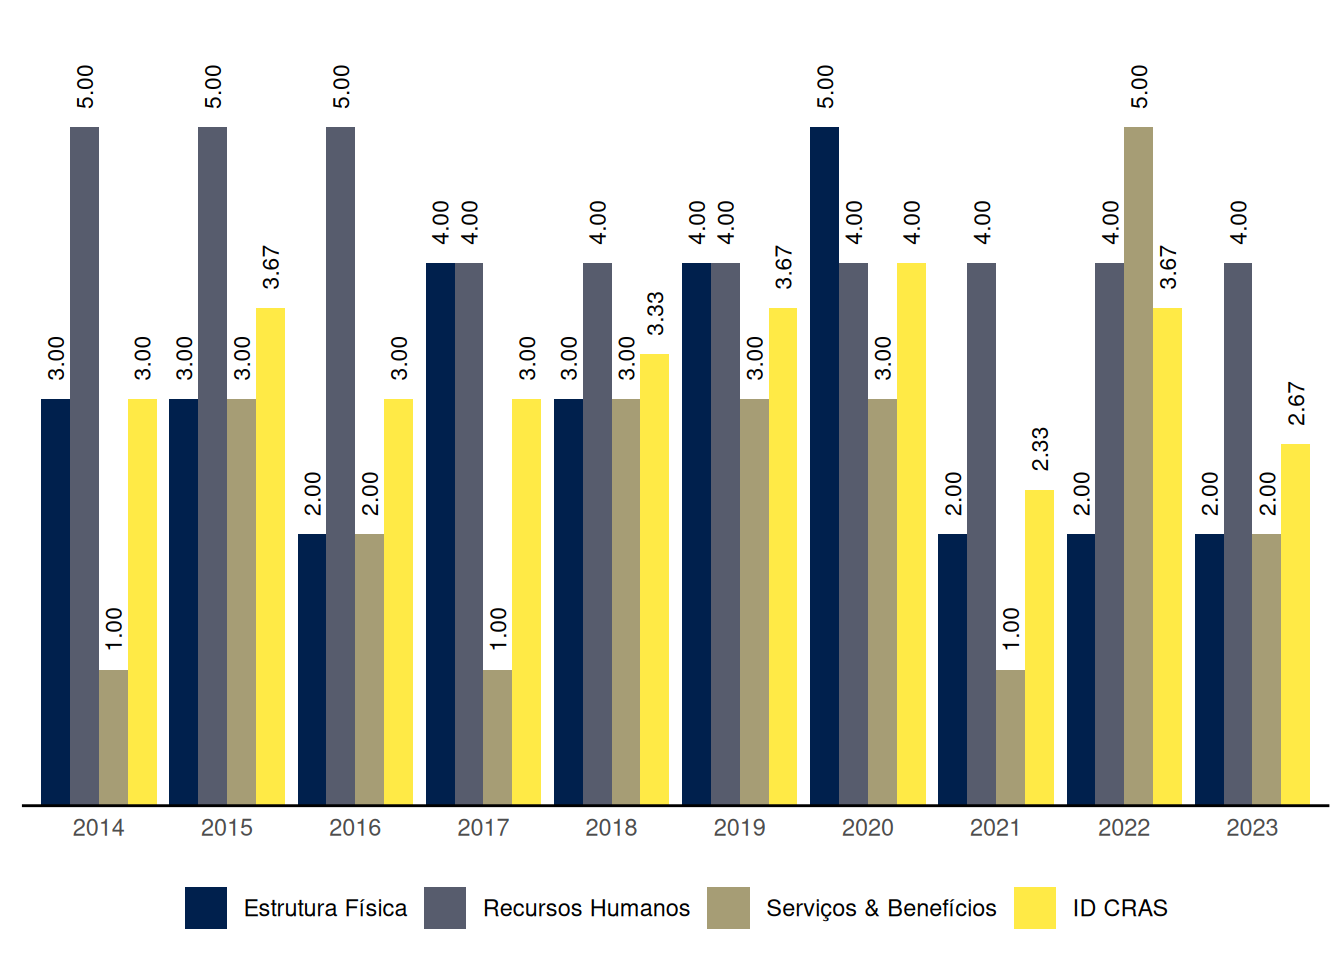 5.00 5.00 5.00 5.00 5.00
4.00 4.00 4.00 4.00 4.00 4.00 4.00 4.00 4.00 4.00
3.67 3.67 3.67
3.33
3.00 3.00 3.00 3.00 3.00 3.00 3.00 3.00 3.00 3.00
2.67
2.33
2.00 2.00 2.00 2.00 2.00 2.00
1.00 1.00 1.00
2014 2015 2016 2017 2018 2019 2020 2021 2022 2023
Estrutura Física Recursos Humanos Serviços & Benefícios ID CRAS